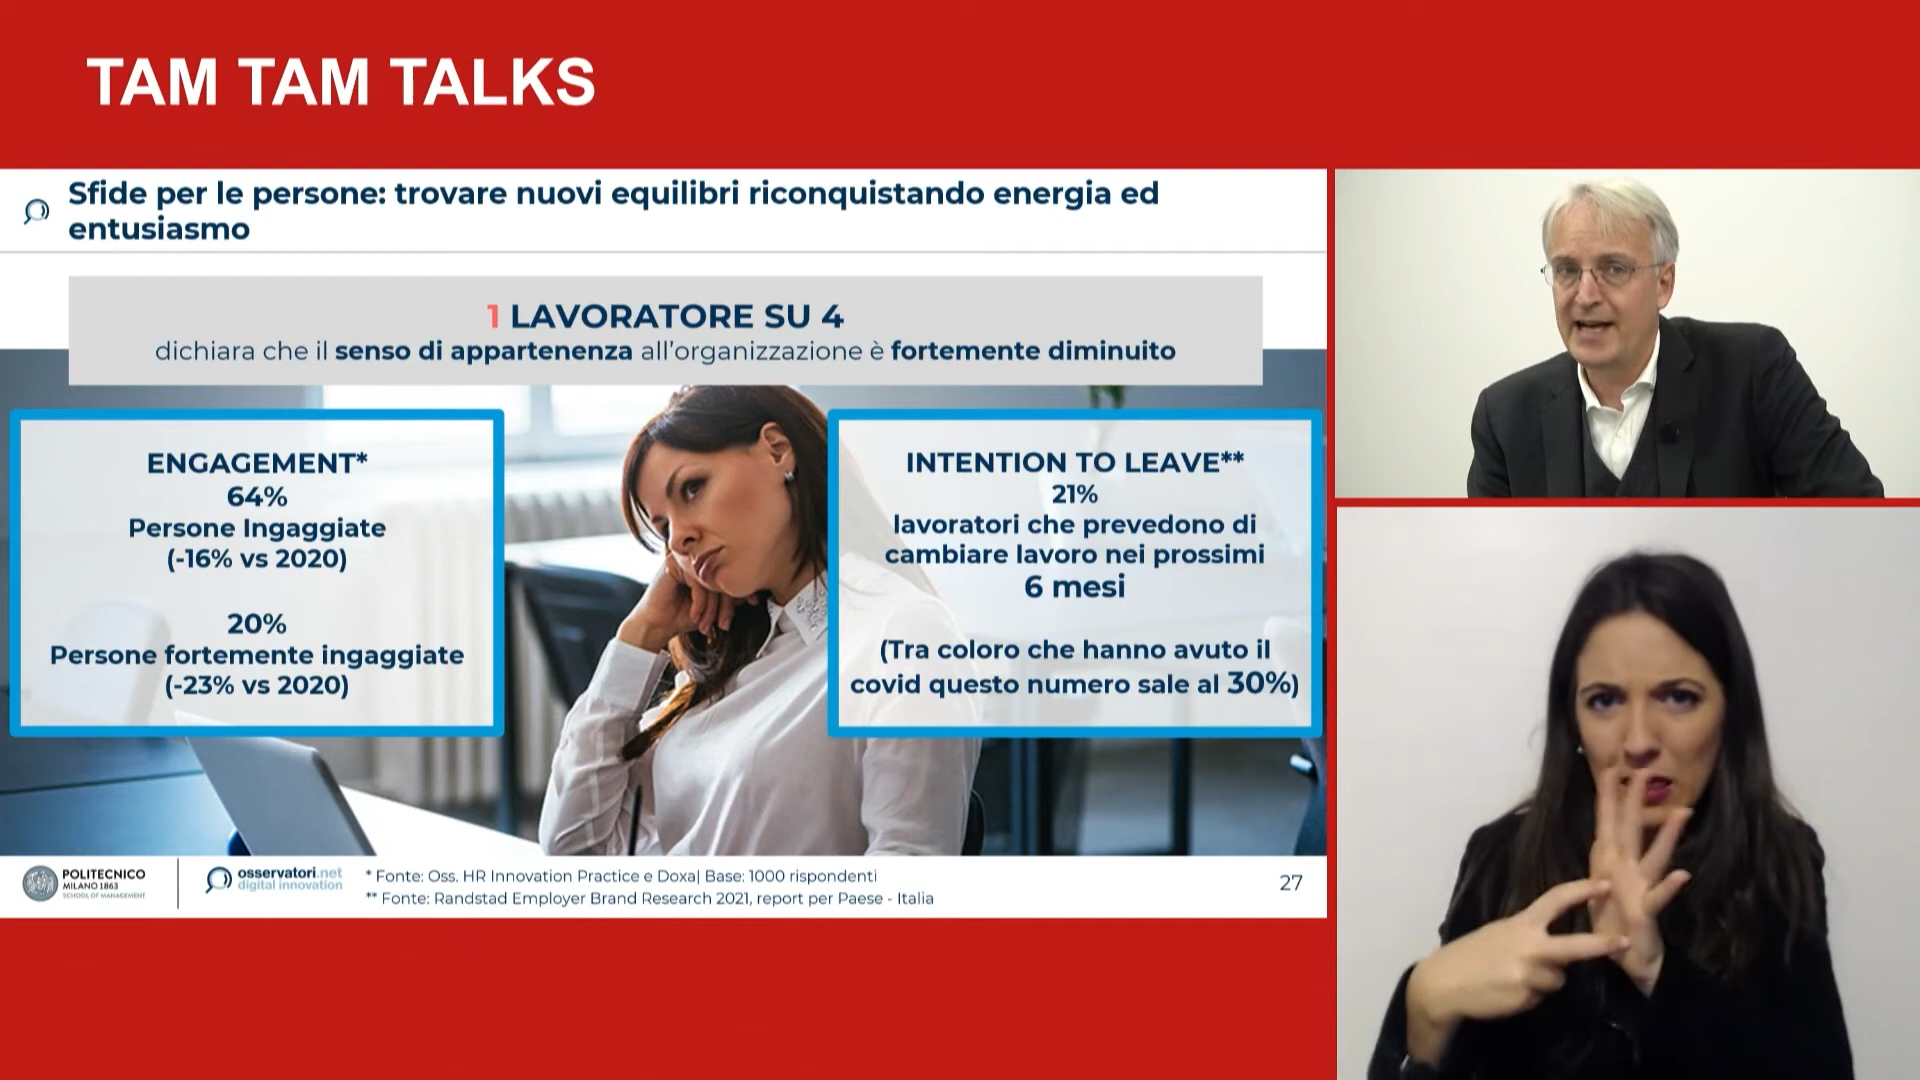 TAM TAM TALKS
Sfide per le persone: trovare nuovi equilibri riconquistando energia ed
entusiasmo
1 LAVORATORE SU 4
dichiara che il senso di appartenenza all'organizzazione è fortemente diminuito
ENGAGEMENT*
64%
Persone Ingaggiate
(-16% vs 2020)
20%
Persone fortemente ingaggiate
(-23% vs 2020)
INTENTION TO LEAVE**
21%
lavoratori che prevedono di
cambiare lavoro nei prossimi
6 mesi
(Tra coloro che hanno avuto il
covid questo numero sale al 30%)
POLITECNICO
MILANO 1863
SCHOOL OF MANAGEMENT
osservatori.net
digital innovation
* Fonte: Oss. HR Innovation Practice e Doxa| Base: 1000 rispondenti
** Fonte: Randstad Employer Brand Research 2021, report per Paese - Italia
27